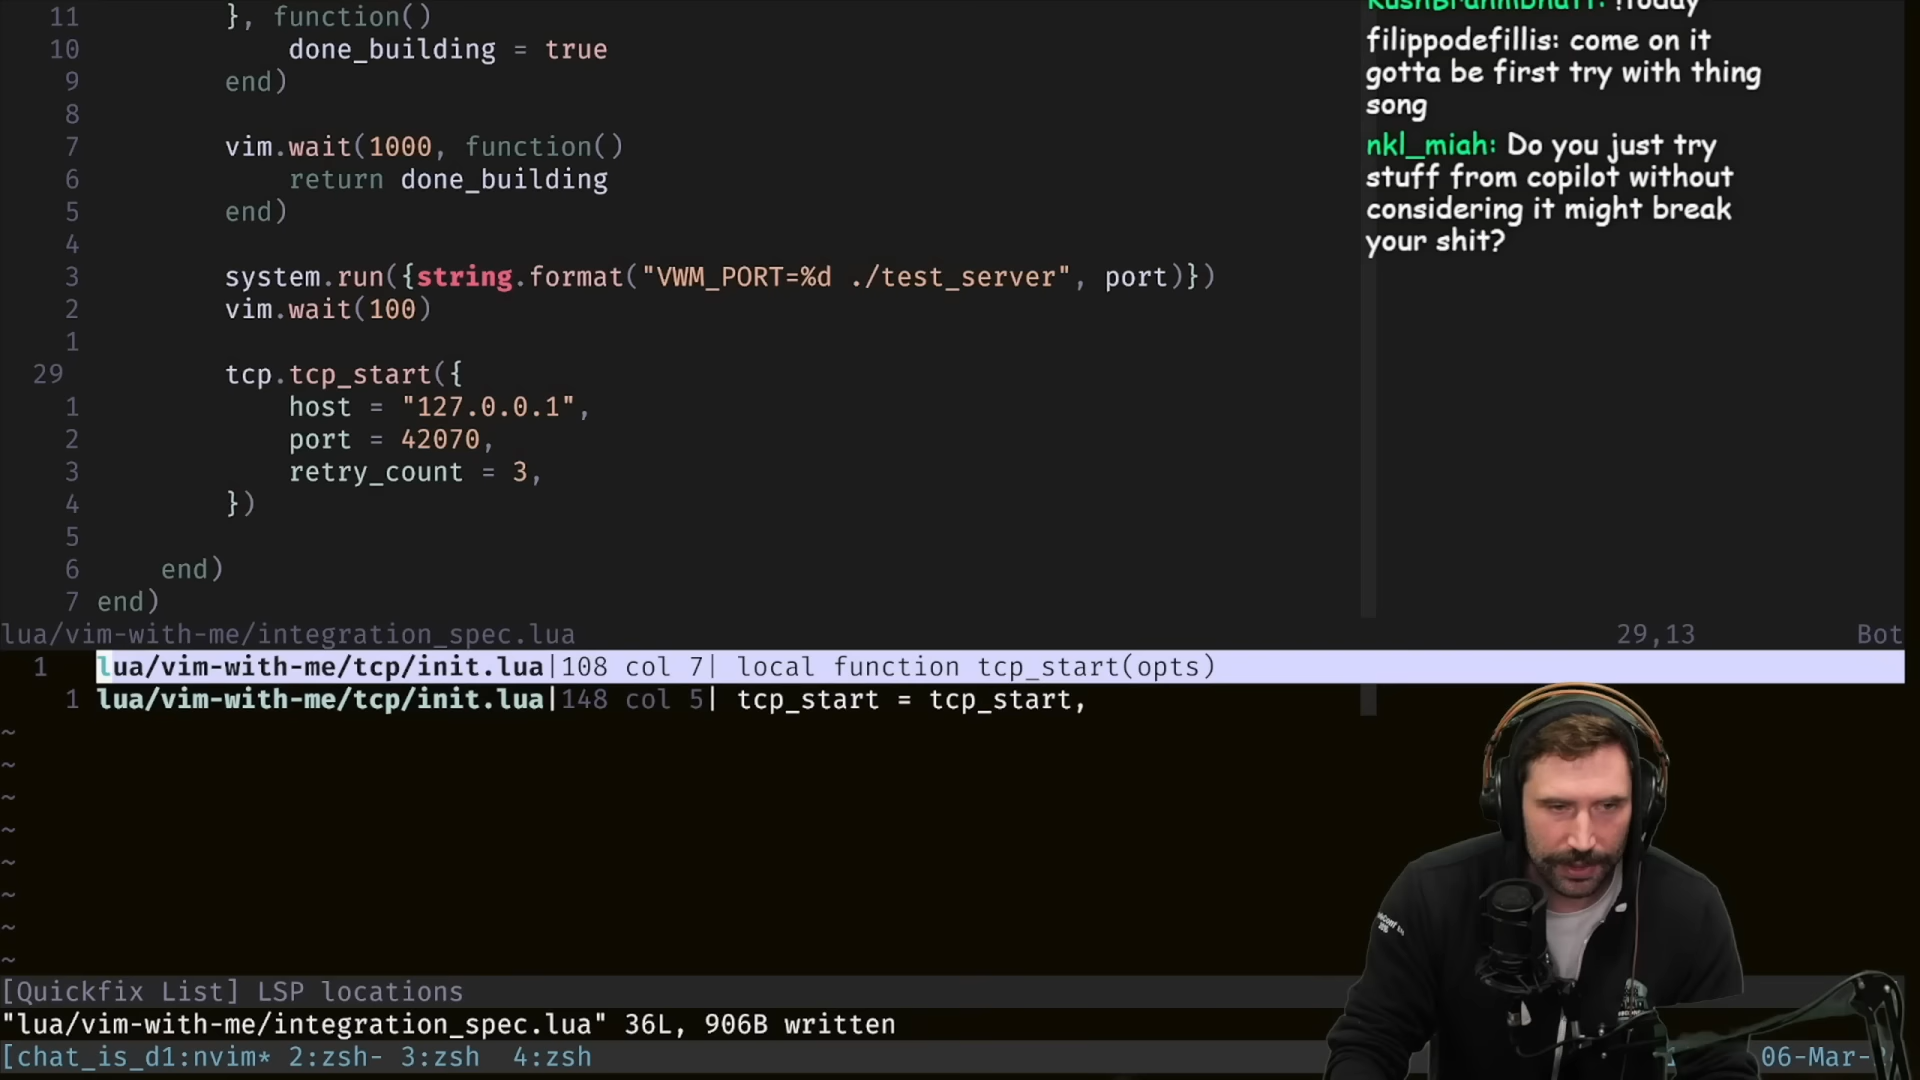 11 }, function()
10 done_building = true
9 end)
8
7 vim.wait(1000, function()
6 return done_building
5 end)
4
3 system.run({string.format("VWM_PORT=%d ./test_server", port)})
2 vim.wait(100)
1
29 tcp.tcp_start({
1 host = "127.0.0.1",
2 port = 42070,
3 retry_count = 3,
4 })
5
6 end)
7 end)
lua/vim-with-me/integration_spec.lua 29,13 Bot
1 lua/vim-with-me/tcp/init.lua|108 col 7| local function tcp_start(opts)
1 lua/vim-with-me/tcp/init.lua|148 col 5| tcp_start = tcp_start,
~
~
~
~
~
~
~
~
[Quickfix List] LSP locations
"lua/vim-with-me/integration_spec.lua" 36L, 906B written
[chat_is_d1:nvim* 2:zsh- 3:zsh 4:zsh 06-Mar-
KushBrahmbhatt: !today
filippodefillis: come on it
gotta be first try with thing
song
nkl_miah: Do you just try
stuff from copilot without
considering it might break
your shit?